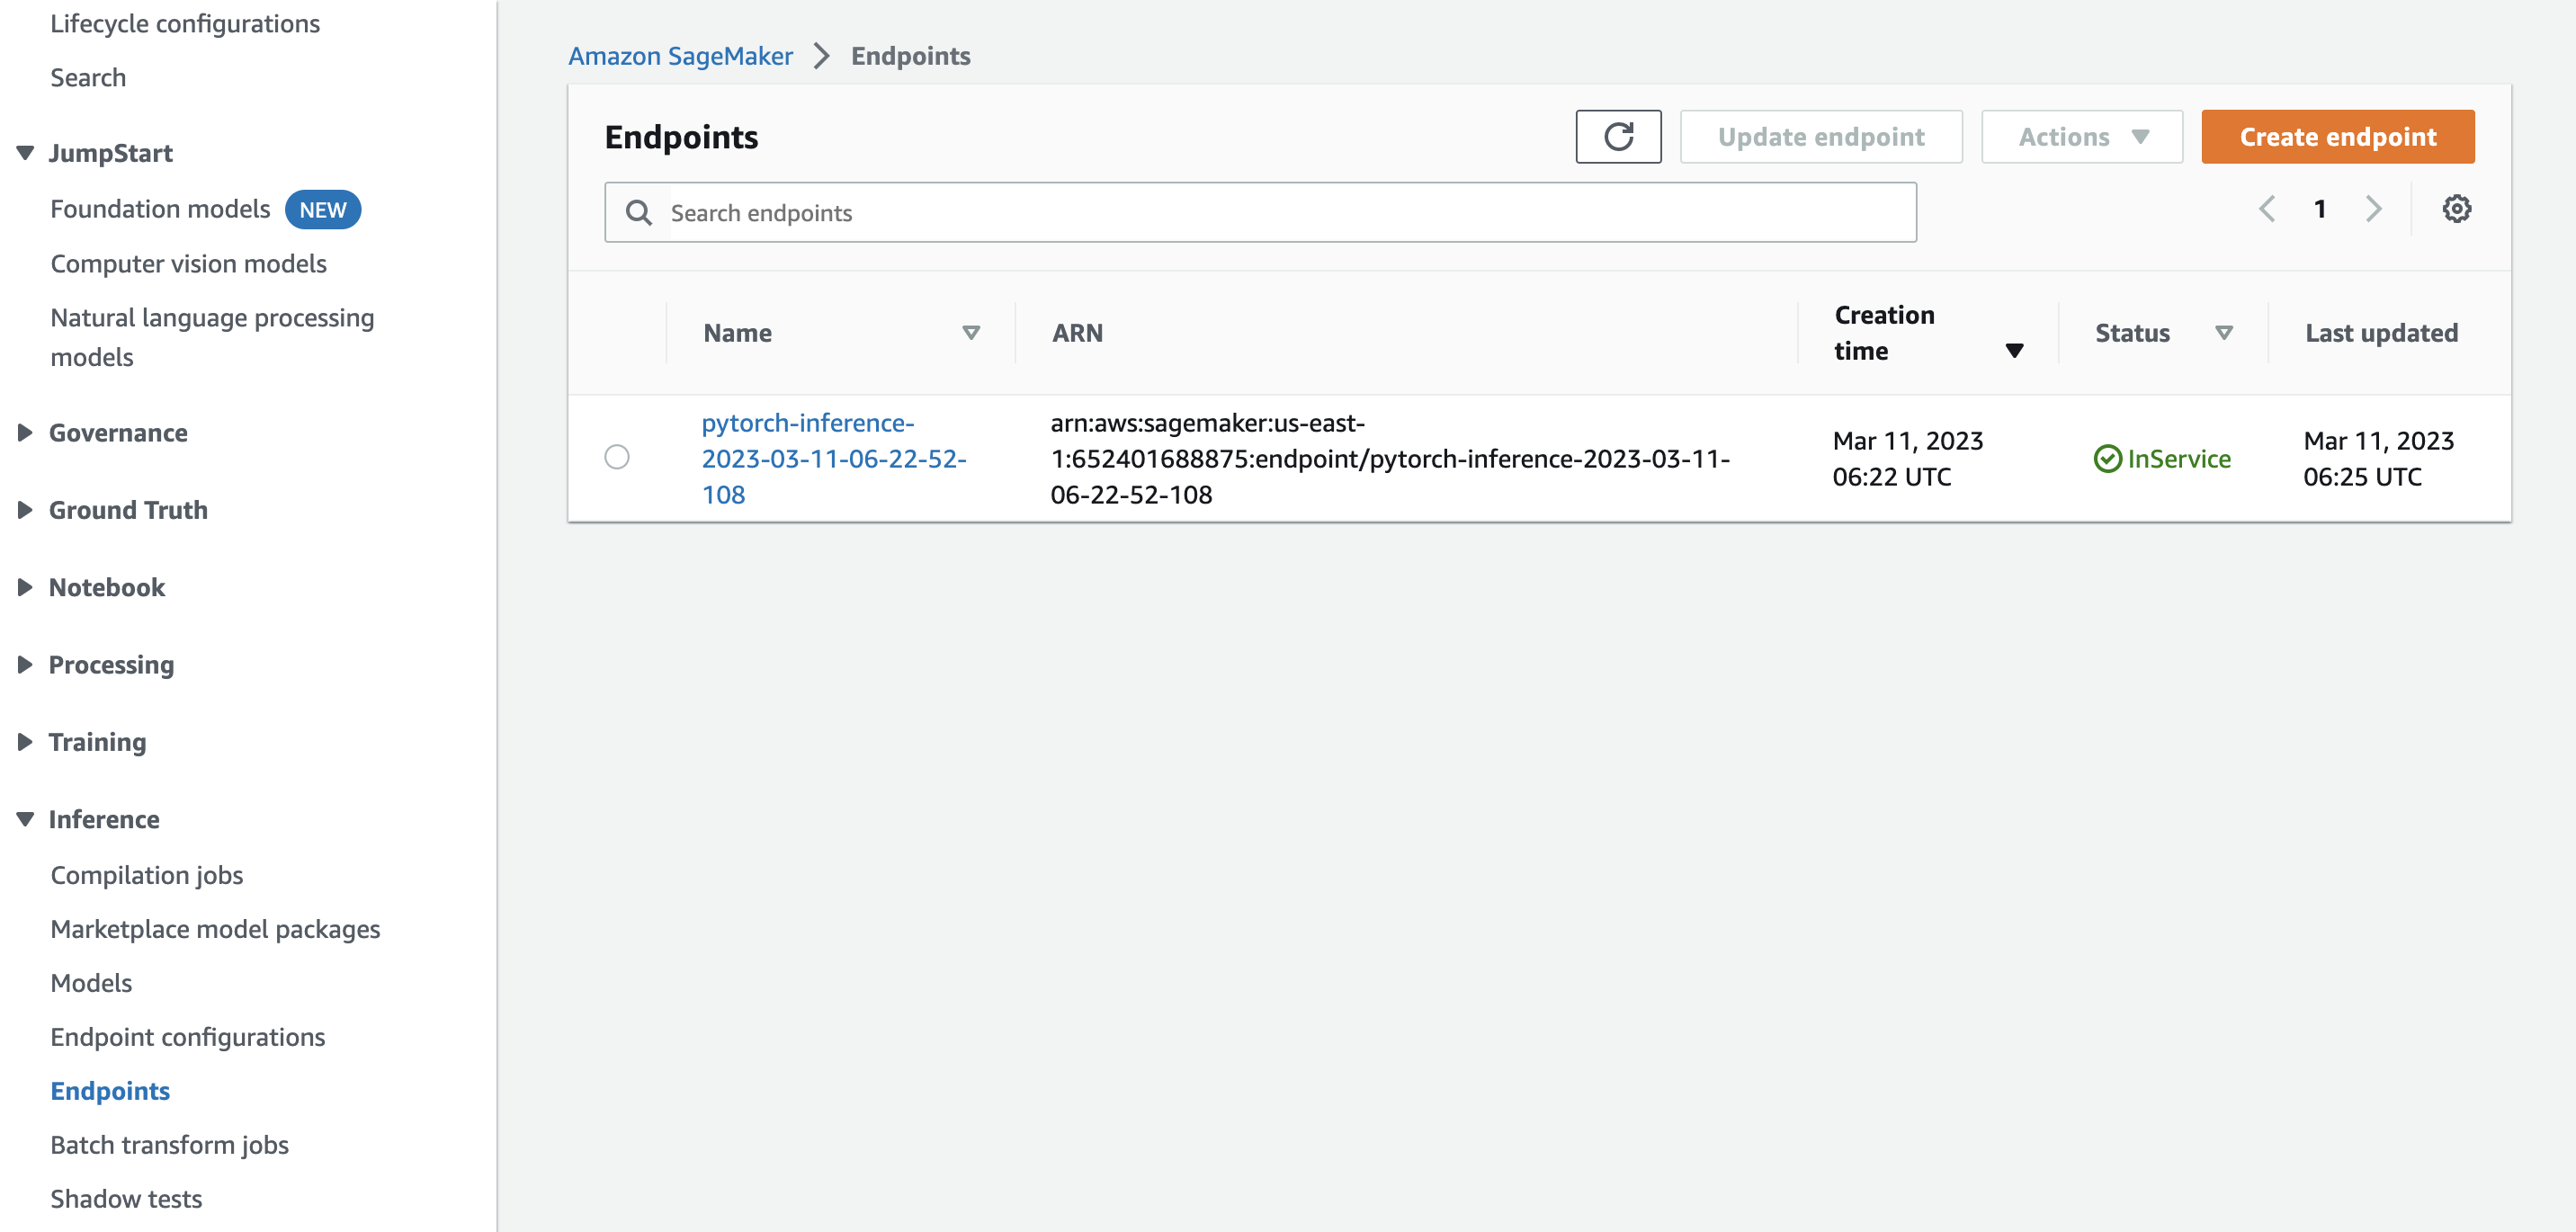 Lifecycle configurations
Search
JumpStart
Foundation models NEW
Computer vision models
Natural language processing
models
Governance
Ground Truth
Notebook
Processing
Training
Inference
Compilation jobs
Marketplace model packages
Models
Endpoint configurations
Endpoints
Batch transform jobs
Shadow tests
Amazon SageMaker > Endpoints
Endpoints
Update endpoint
Actions
Create endpoint
Search endpoints
1
Name
ARN
Creation
time
Status
Last updated
pytorch-inference-
2023-03-11-06-22-52-
108
arn:aws:sagemaker:us-east-
1:652401688875:endpoint/pytorch-inference-2023-03-11-
06-22-52-108
Mar 11, 2023
06:22 UTC
InService
Mar 11, 2023
06:25 UTC